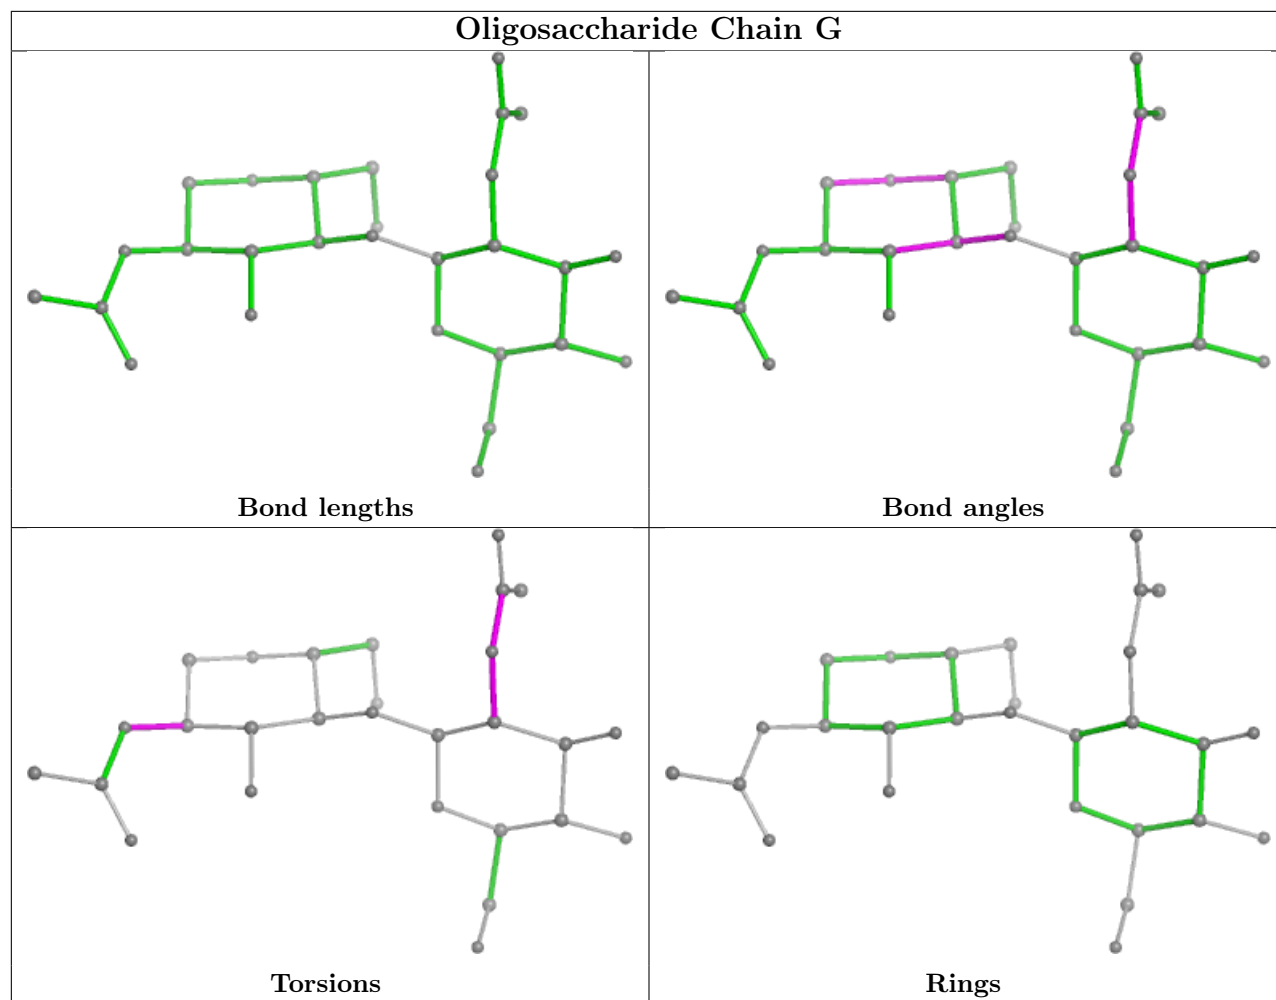 Oligosaccharide Chain G
Bond lengths
Bond angles
Torsions
Rings